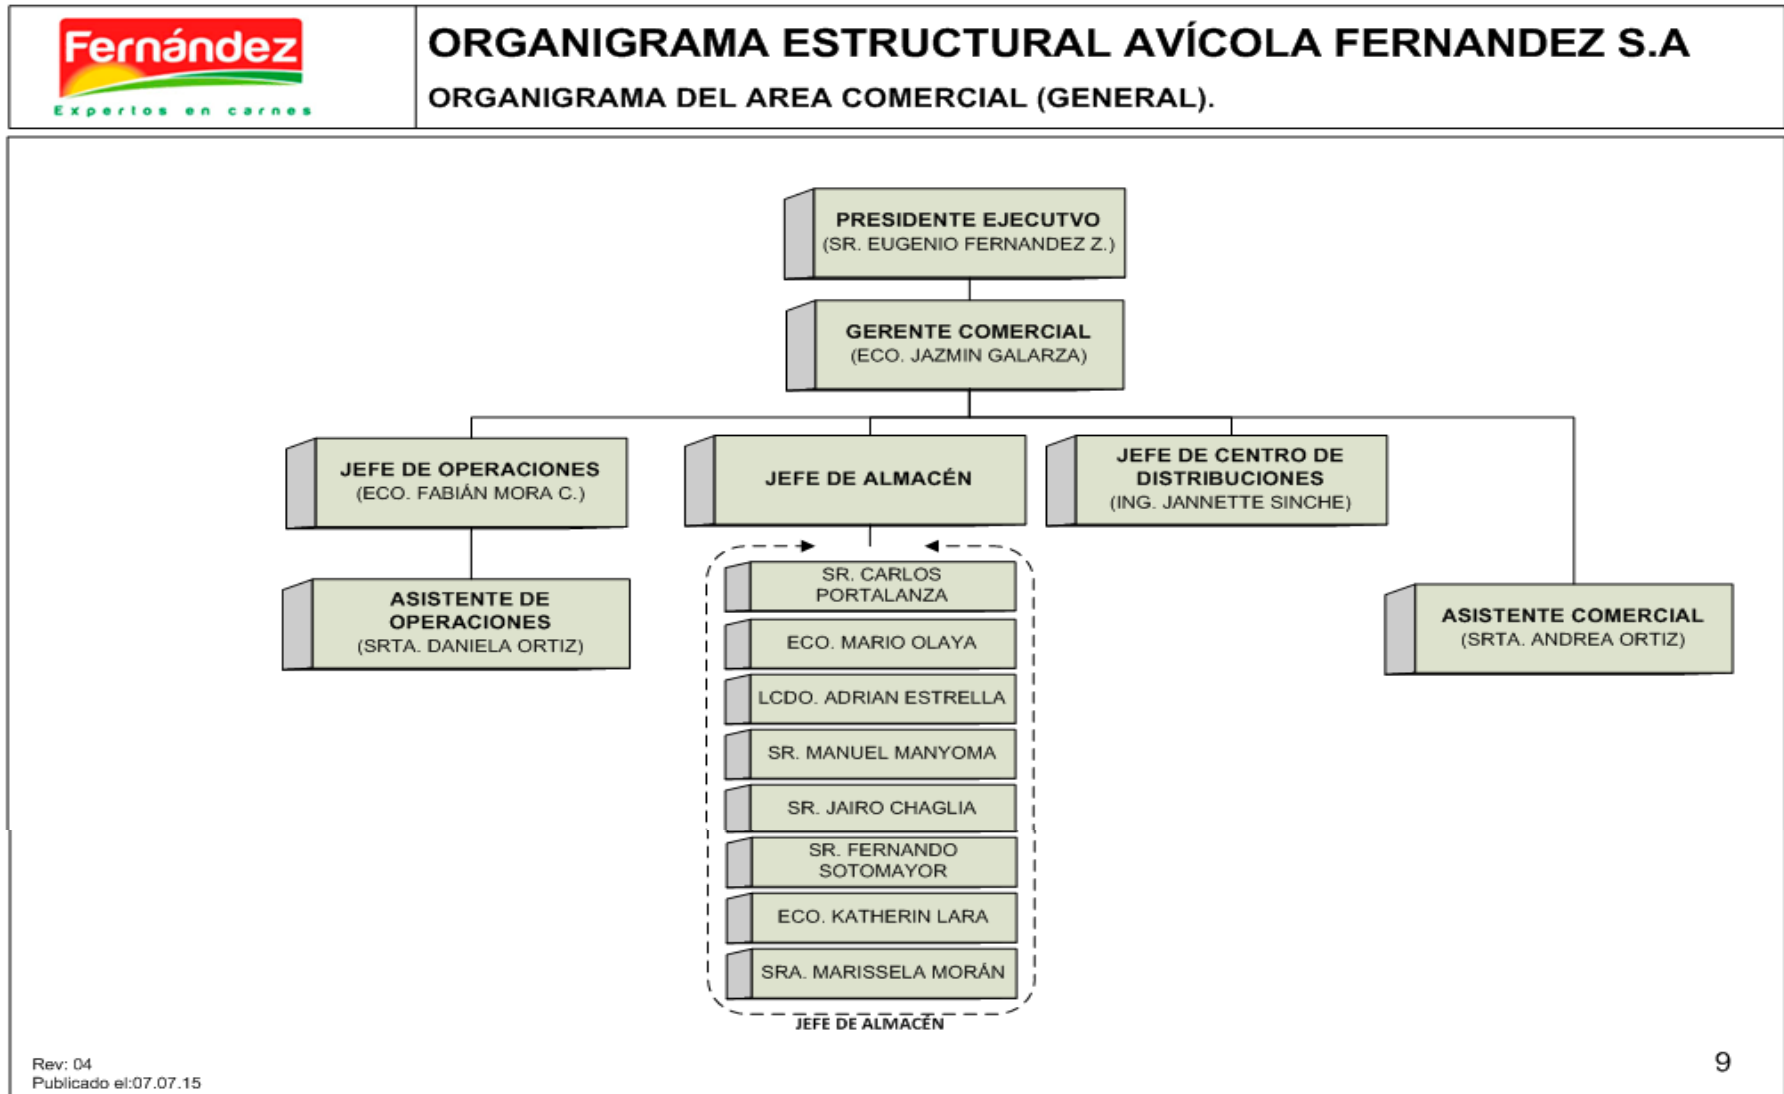 Fernández
Expertos en carnes
ORGANIGRAMA ESTRUCTURAL AVÍCOLA FERNANDEZ S.A
ORGANIGRAMA DEL AREA COMERCIAL (GENERAL).
PRESIDENTE EJECUTVO
(SR. EUGENIO FERNANDEZ Z.)
GERENTE COMERCIAL
(ECO. JAZMIN GALARZA)
JEFE DE OPERACIONES
(ECO. FABIÁN MORA C.)
JEFE DE ALMACÉN
JEFE DE CENTRO DE
DISTRIBUCIONES
(ING. JANNETTE SINCHE)
ASISTENTE DE
OPERACIONES
(SRTA. DANIELA ORTIZ)
ASISTENTE COMERCIAL
(SRTA. ANDREA ORTIZ)
SR. CARLOS
PORTALANZA
ECO. MARIO OLAYA
LCDO. ADRIAN ESTRELLA
SR. MANUEL MANYOMA
SR. JAIRO CHAGLIA
SR. FERNANDO
SOTOMAYOR
ECO. KATHERIN LARA
SRA. MARISSELA MORÁN
JEFE DE ALMACÉN
Rev: 04
Publicado el:07.07.15
9